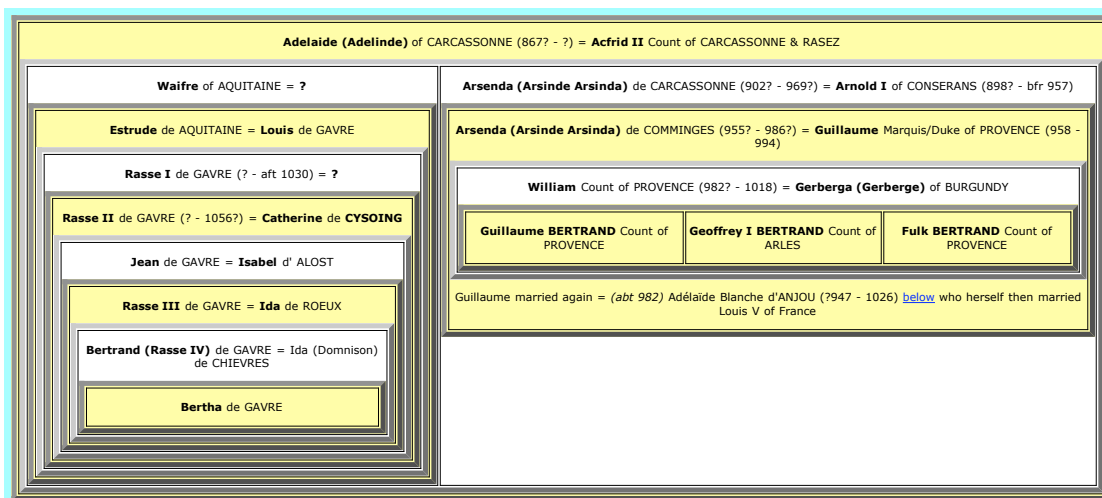 Adelaide (Adelinde) of CARCASSONNE (867? - ?) = Acfrid II Count of CARCASSONNE & RASEZ
Waifre of AQUITAINE = ?
Estrude de AQUITAINE = Louis de GAVRE
Rasse I de GAVRE (? - aft 1030) = ?
Rasse II de GAVRE (? - 1056?) = Catherine de CYSOING
Jean de GAVRE = Isabel d' ALOST
Rasse III de GAVRE = Ida de ROEUX
Bertrand (Rasse IV) de GAVRE = Ida (Domnison)
de CHIEVRES
Bertha de GAVRE
Arsenda (Arsinde Arsinda) de CARCASSONNE (902? - 969?) = Arnold I of CONSERANS (898? - bfr 957)
Arsenda (Arsinde Arsinda) de COMMINGES (955? - 986?) = Guillaume Marquis/Duke of PROVENCE (958 -
994)
William Count of PROVENCE (982? - 1018) = Gerberga (Gerberge) of BURGUNDY
Guillaume BERTRAND Count of
PROVENCE
Geoffrey I BERTRAND Count of
ARLES
Fulk BERTRAND Count of
PROVENCE
Guillaume married again = (abt 982) Adélaïde Blanche d'ANJOU (?947 - 1026) below who herself then married
Louis V of France